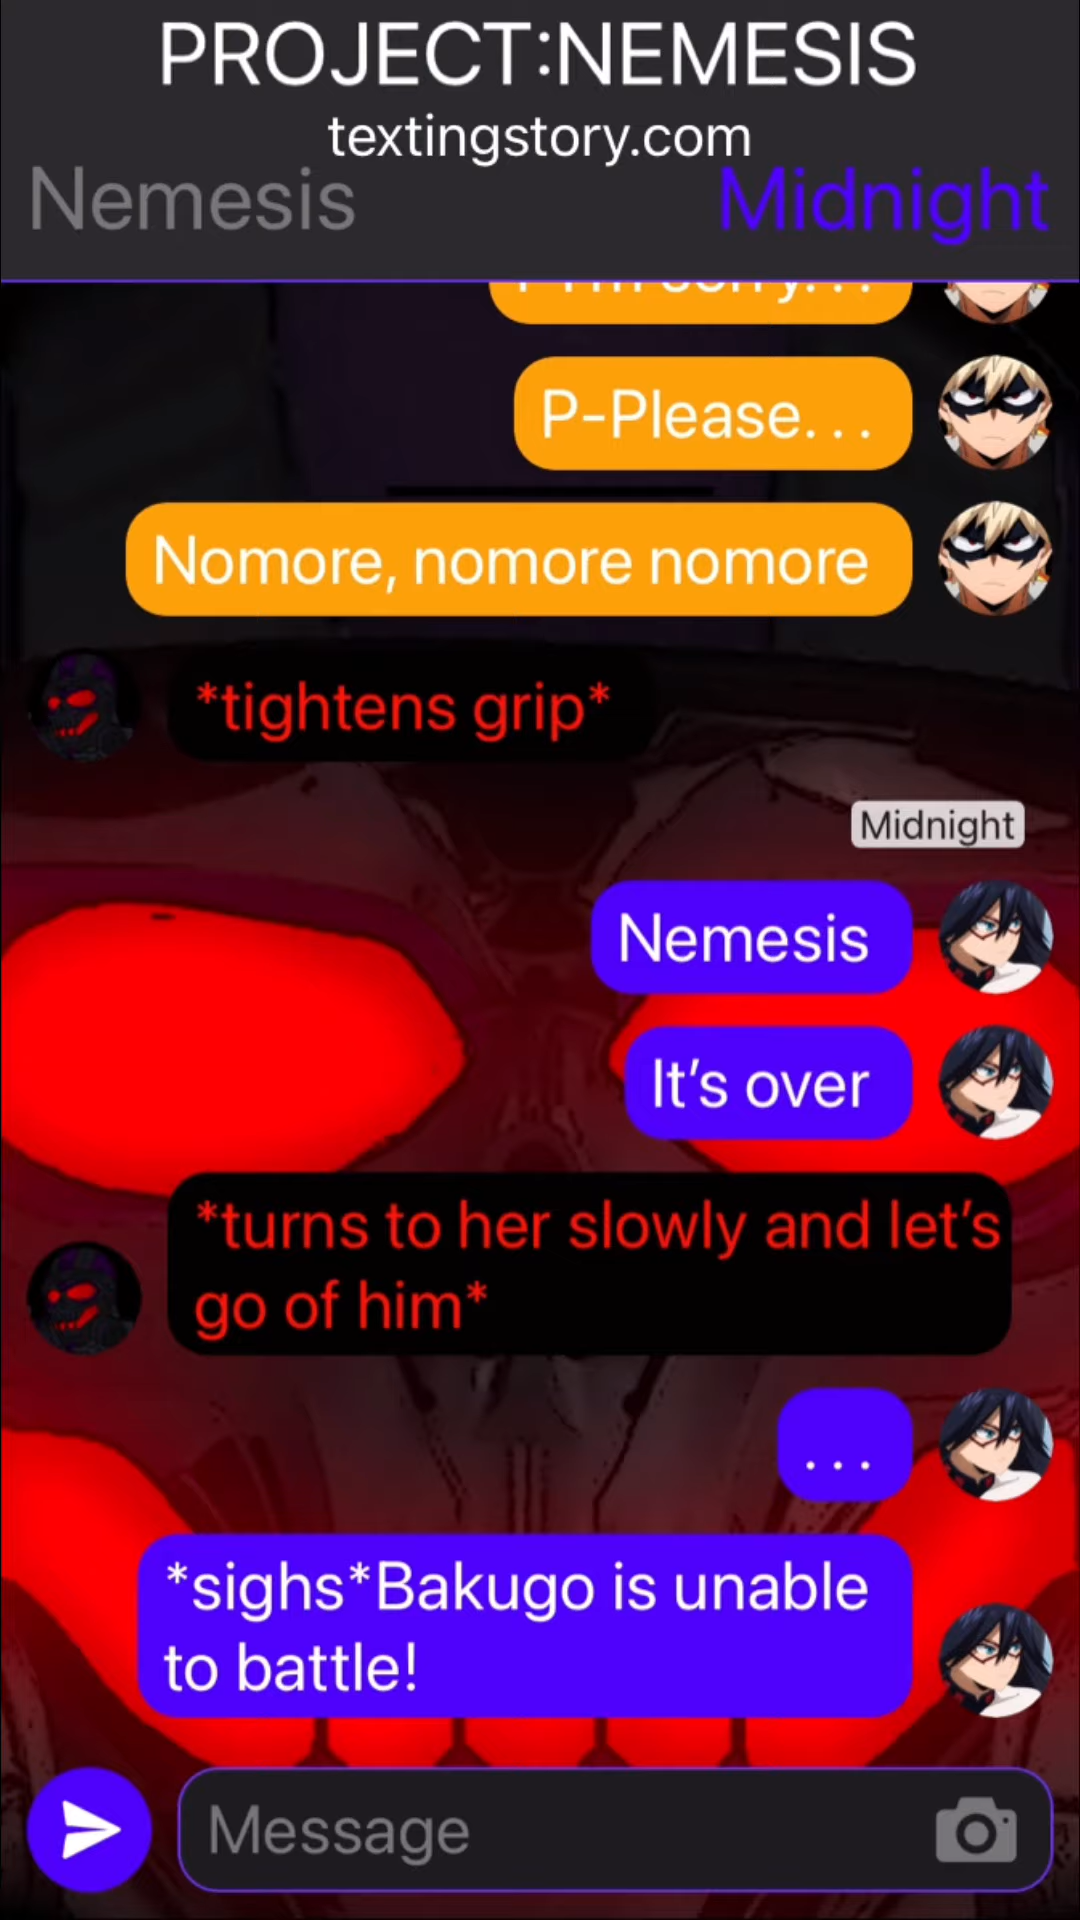 PROJECT:NEMESIS
textingstory.com
Nemesis
Midnight
P-Please...
Nomore, nomore nomore
*tightens grip*
Midnight
Nemesis
It's over
*turns to her slowly and let's
go of him*
...
*sighs*Bakugo is unable
to battle!
Message